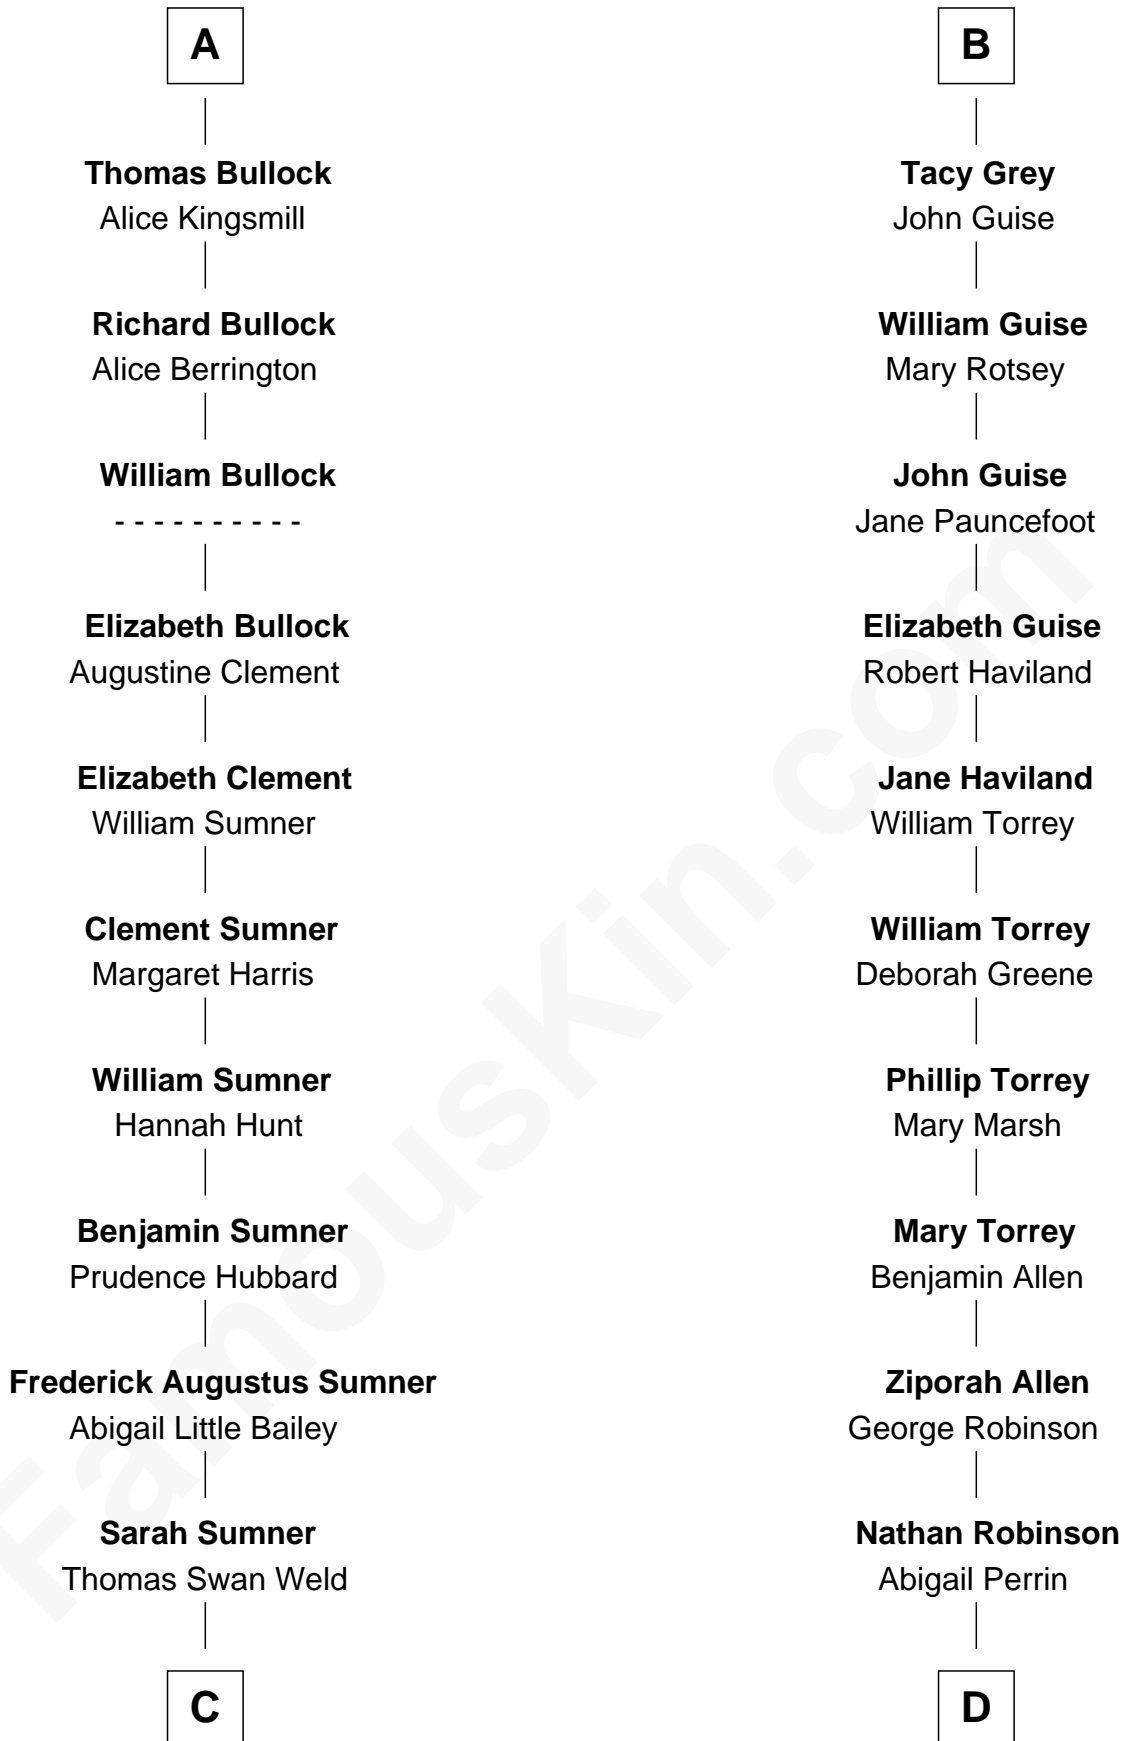 A
Thomas Bullock
Alice Kingsmill
Richard Bullock
Alice Berrington
William Bullock
- - - - - - - - - -
Elizabeth Bullock
Augustine Clement
Elizabeth Clement
William Sumner
Clement Sumner
Margaret Harris
William Sumner
Hannah Hunt
Benjamin Sumner
Prudence Hubbard
Frederick Augustus Sumner
Abigail Little Bailey
Sarah Sumner
Thomas Swan Weld
C
B
Tacy Grey
John Guise
William Guise
Mary Rotsey
John Guise
Jane Pauncefoot
Elizabeth Guise
Robert Haviland
Jane Haviland
William Torrey
William Torrey
Deborah Greene
Phillip Torrey
Mary Marsh
Mary Torrey
Benjamin Allen
Ziporah Allen
George Robinson
Nathan Robinson
Abigail Perrin
D
FamousKin.com